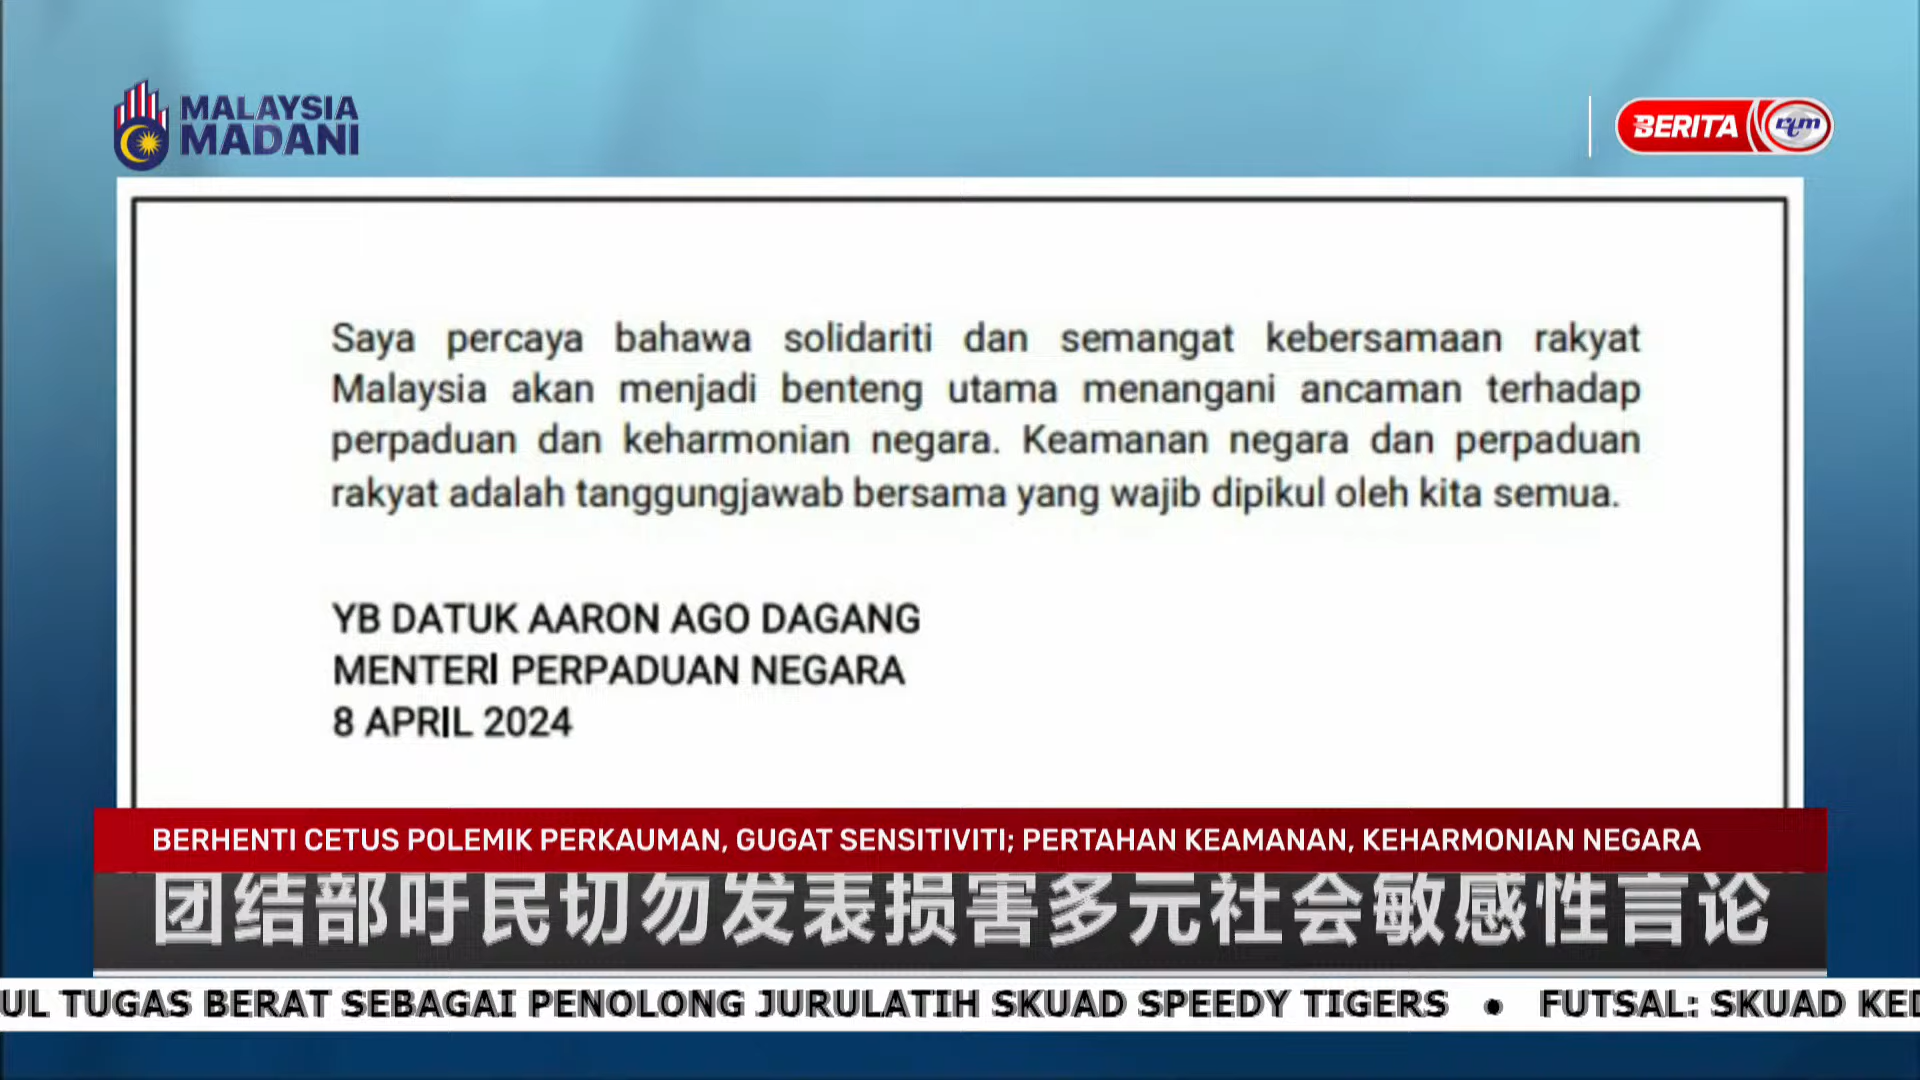 MALAYSIA
MADANI
BERITA rtm
Saya percaya bahawa solidariti dan semangat kebersamaan rakyat
Malaysia akan menjadi benteng utama menangani ancaman terhadap
perpaduan dan keharmonian negara. Keamanan negara dan perpaduan
rakyat adalah tanggungjawab bersama yang wajib dipikul oleh kita semua.
YB DATUK AARON AGO DAGANG
MENTERI PERPADUAN NEGARA
8 APRIL 2024
BERHENTI CETUS POLEMIK PERKAUMAN, GUGAT SENSITIVITI; PERTAHAN KEAMANAN, KEHARMONIAN NEGARA
团结部吁民切勿发表损害多元社会敏感性言论
UL TUGAS BERAT SEBAGAI PENOLONG JURULATIH SKUAD SPEEDY TIGERS • FUTSAL: SKUAD KED